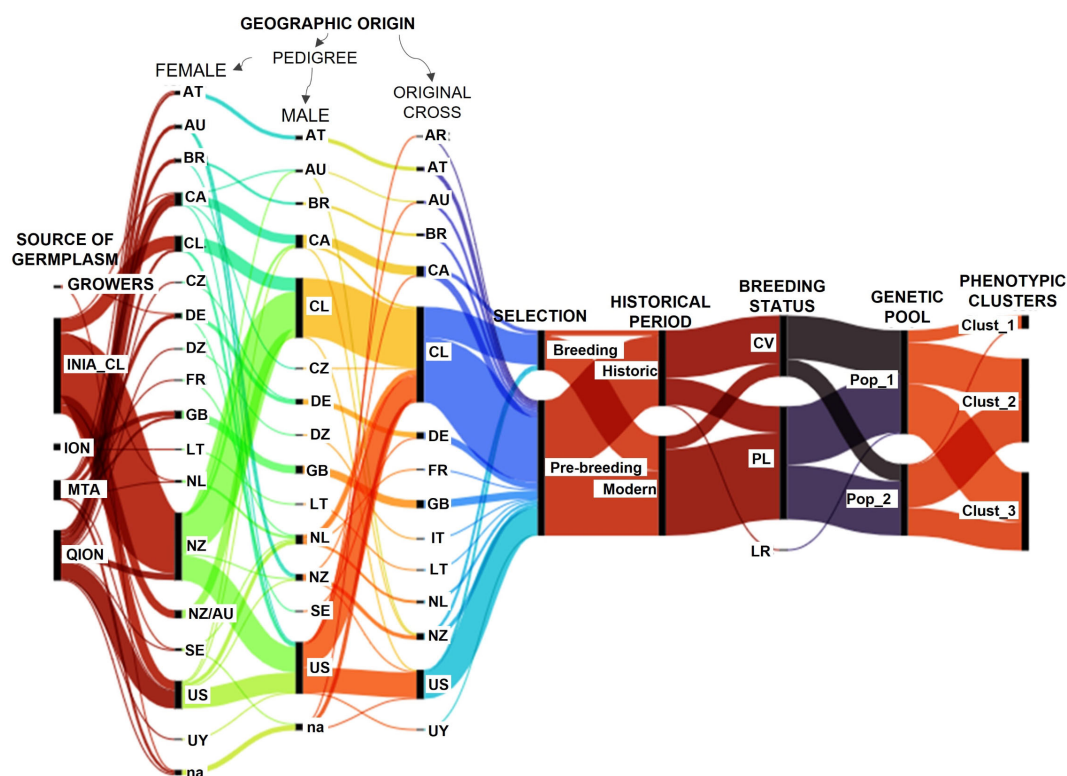 GEOGRAPHIC ORIGIN
PEDIGREE
FEMALE
MALE
ORIGINAL
CROSS
SOURCE OF
GERMPLASM
GROWERS
INIA_CL
ION
MTA
QION
AT
AU
BR
CA
CL
CZ
DE
DZ
FR
GB
LT
NL
NZ
NZ/AU
SE
US
UY
na
AT
AU
BR
CA
CL
CZ
DE
DZ
GB
LT
NL
NZ
SE
US
na
AR
AT
AU
BR
CA
CL
DE
FR
GB
IT
LT
NL
NZ
US
UY
SELECTION
Breeding
Pre-breeding
HISTORICAL
PERIOD
Historic
Modern
BREEDING
STATUS
CV
PL
LR
GENETIC
POOL
Pop_1
Pop_2
PHENOTYPIC
CLUSTERS
Clust_1
Clust_2
Clust_3